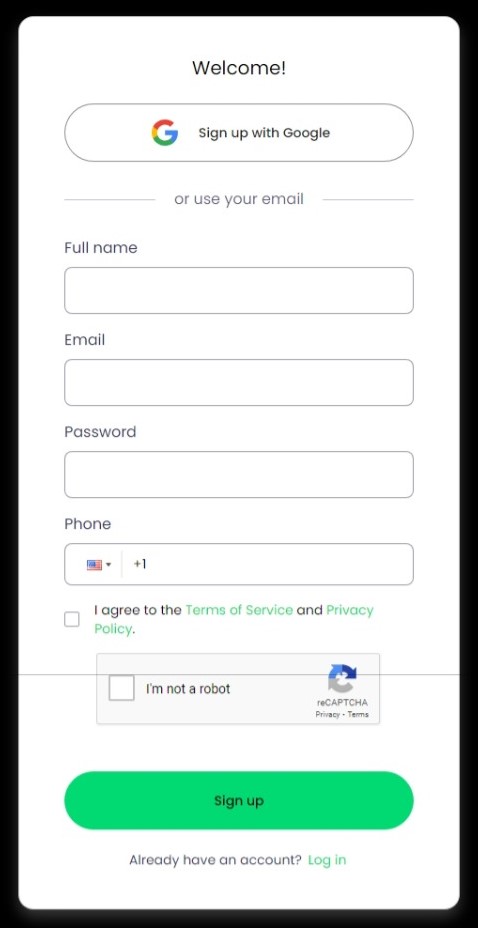 Welcome!
Sign up with Google
or use your email
Full name
Email
Password
Phone
+1
I agree to the Terms of Service and Privacy
Policy.
I'm not a robot
reCAPTCHA
Privacy - Terms
Sign up
Already have an account? Log in